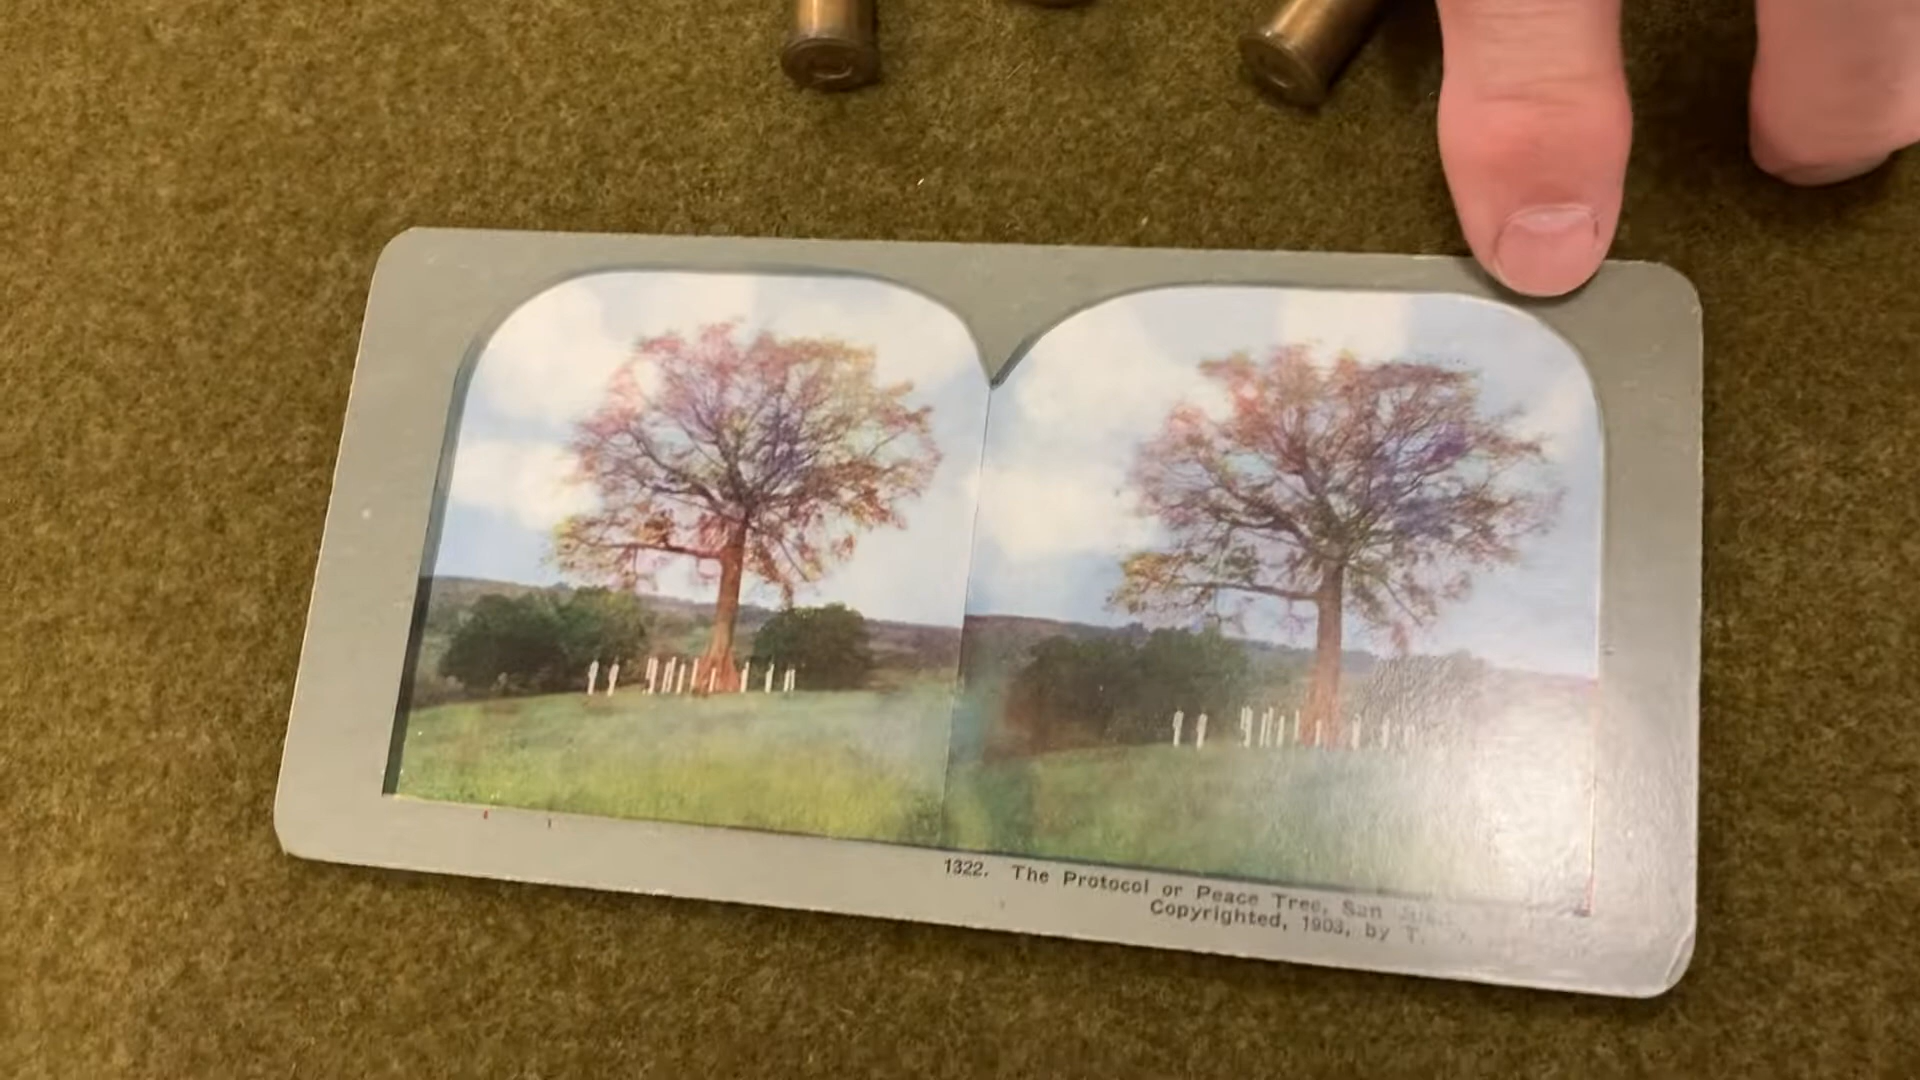 1322. The Protocol or Peace Tree, San
Copyrighted, 1903, by T.